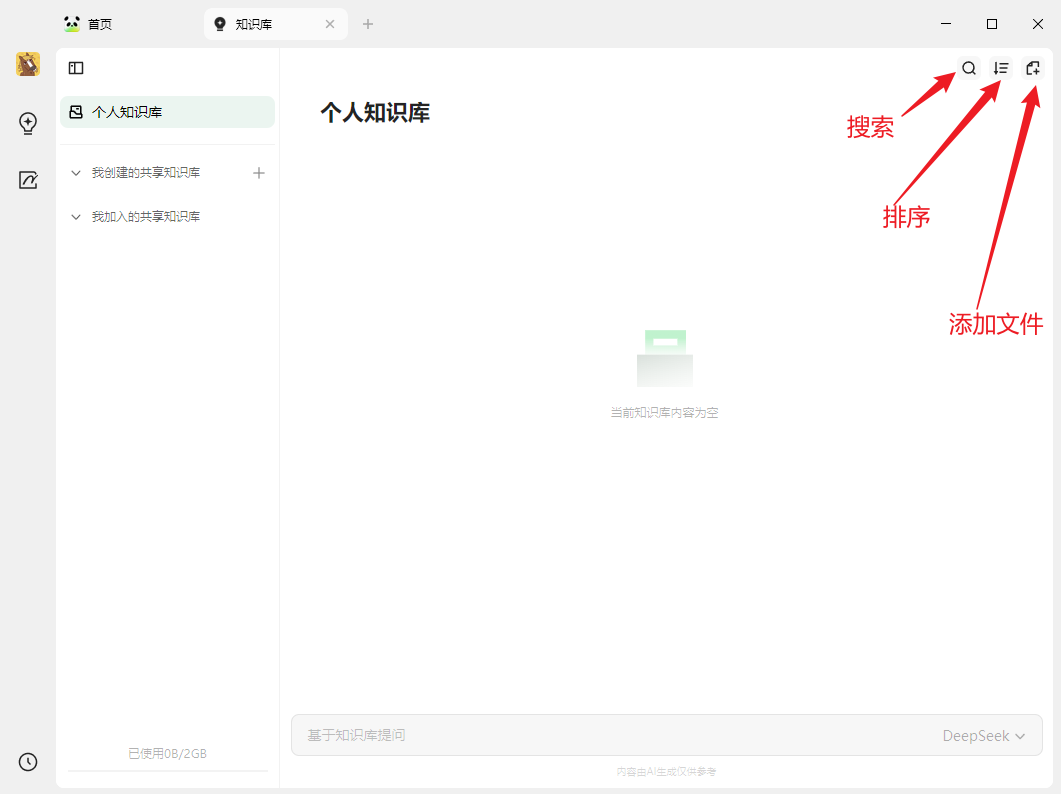 首页
知识库
个人知识库
个人知识库
搜索
我创建的共享知识库
我加入的共享知识库
排序
添加文件
当前知识库内容为空
基于知识库提问
DeepSeek
已使用0B/2GB
内容由AI生成仅供参考